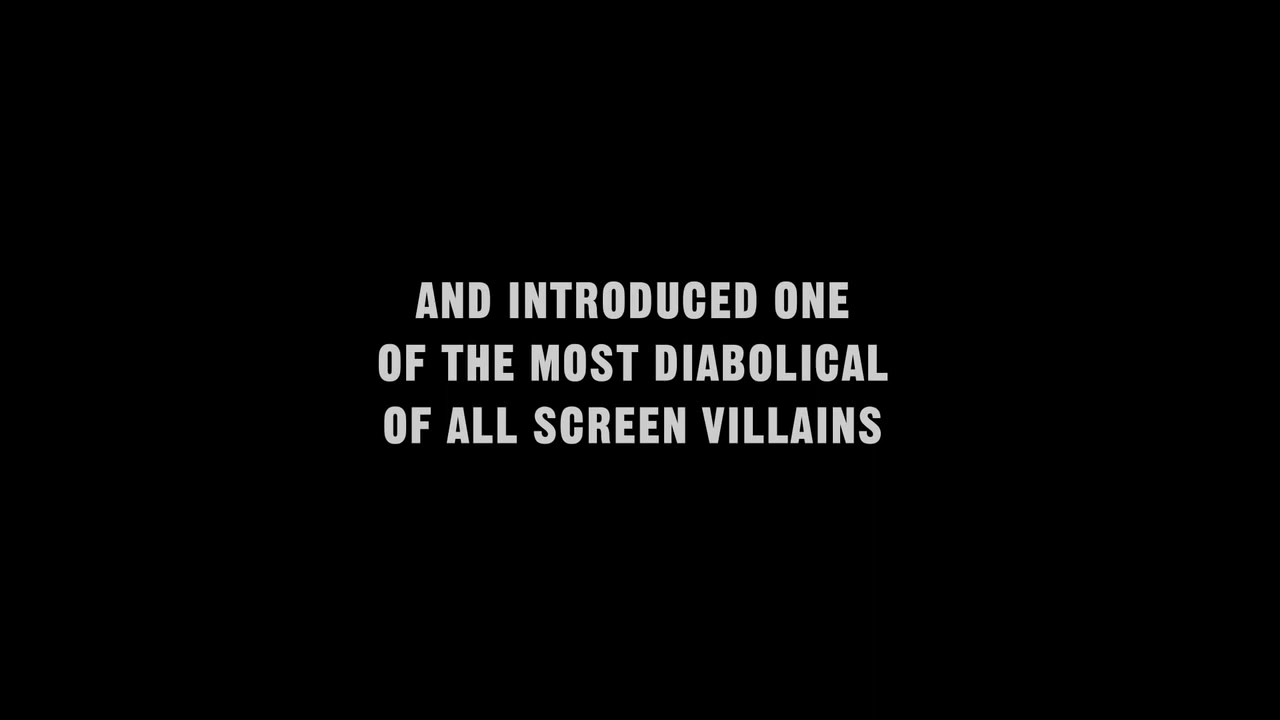 AND INTRODUCED ONE
OF THE MOST DIABOLICAL
OF ALL SCREEN VILLAINS